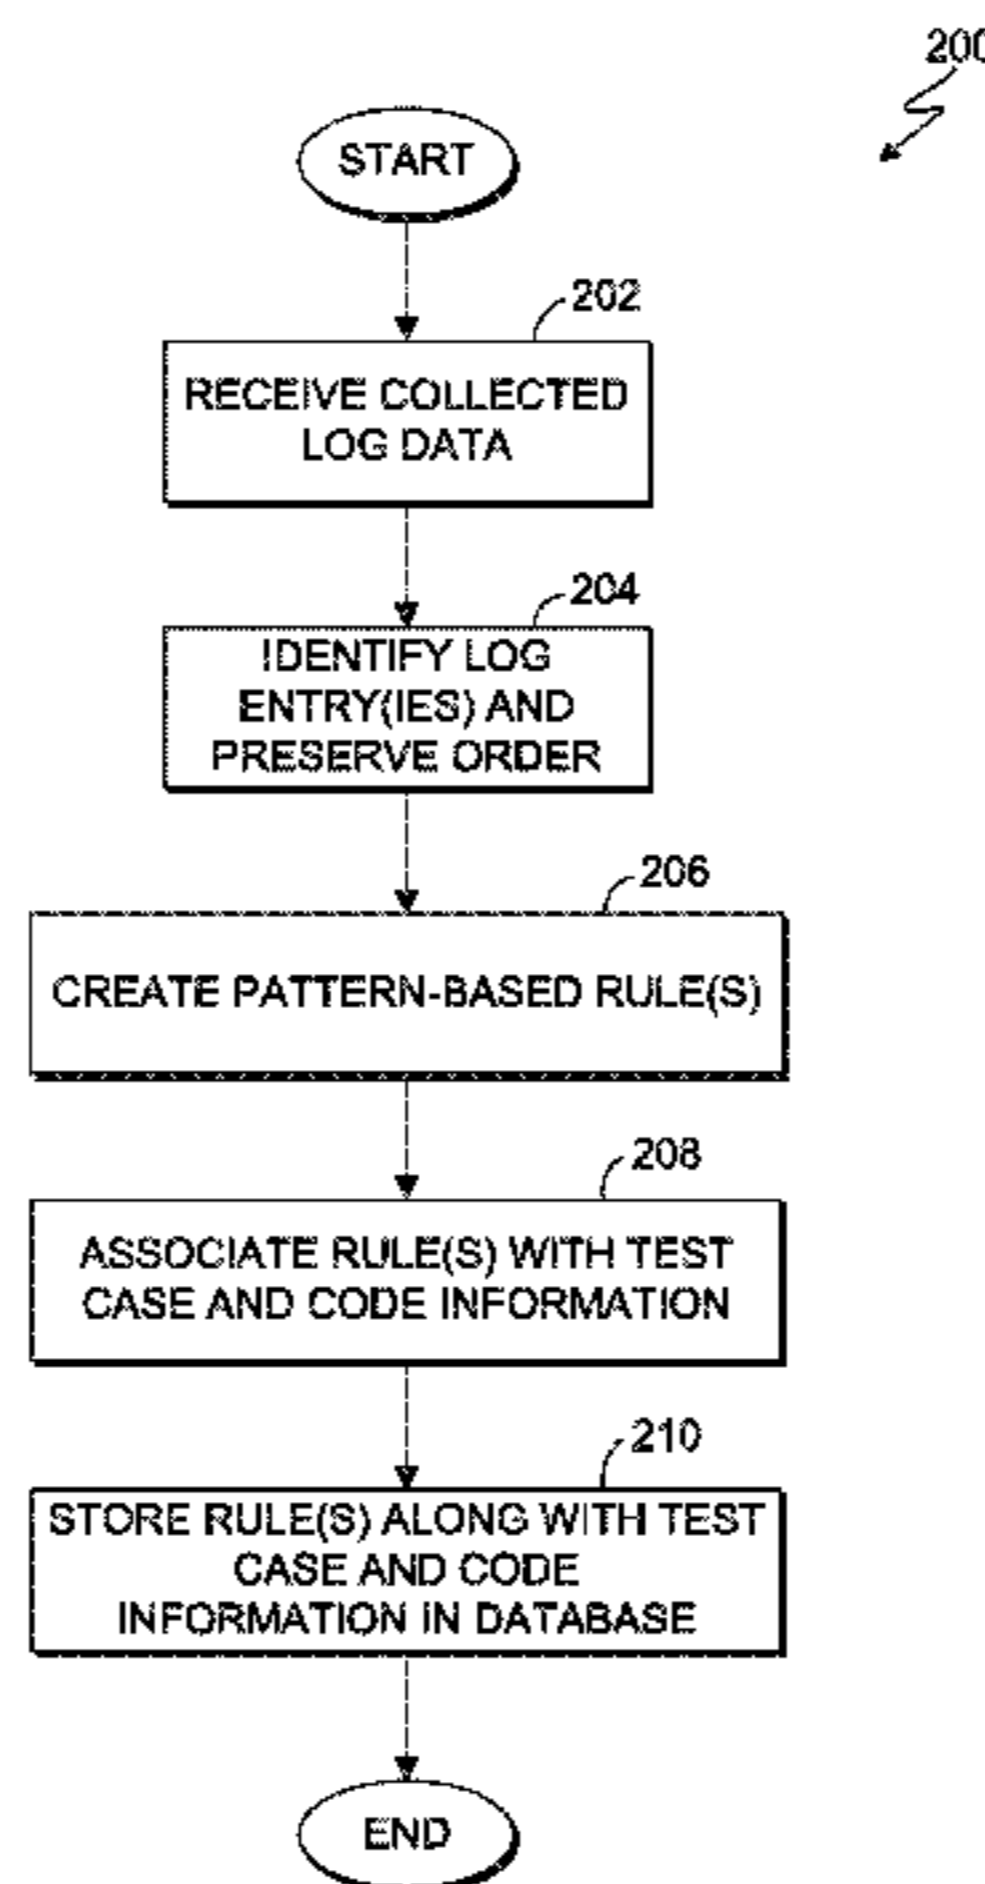 200
START
202
RECEIVE COLLECTED
LOG DATA
204
IDENTIFY LOG
ENTRY(IES) AND
PRESERVE ORDER
206
CREATE PATTERN-BASED RULE(S)
208
ASSOCIATE RULE(S) WITH TEST
CASE AND CODE INFORMATION
210
STORE RULE(S) ALONG WITH TEST
CASE AND CODE
INFORMATION IN DATABASE
END